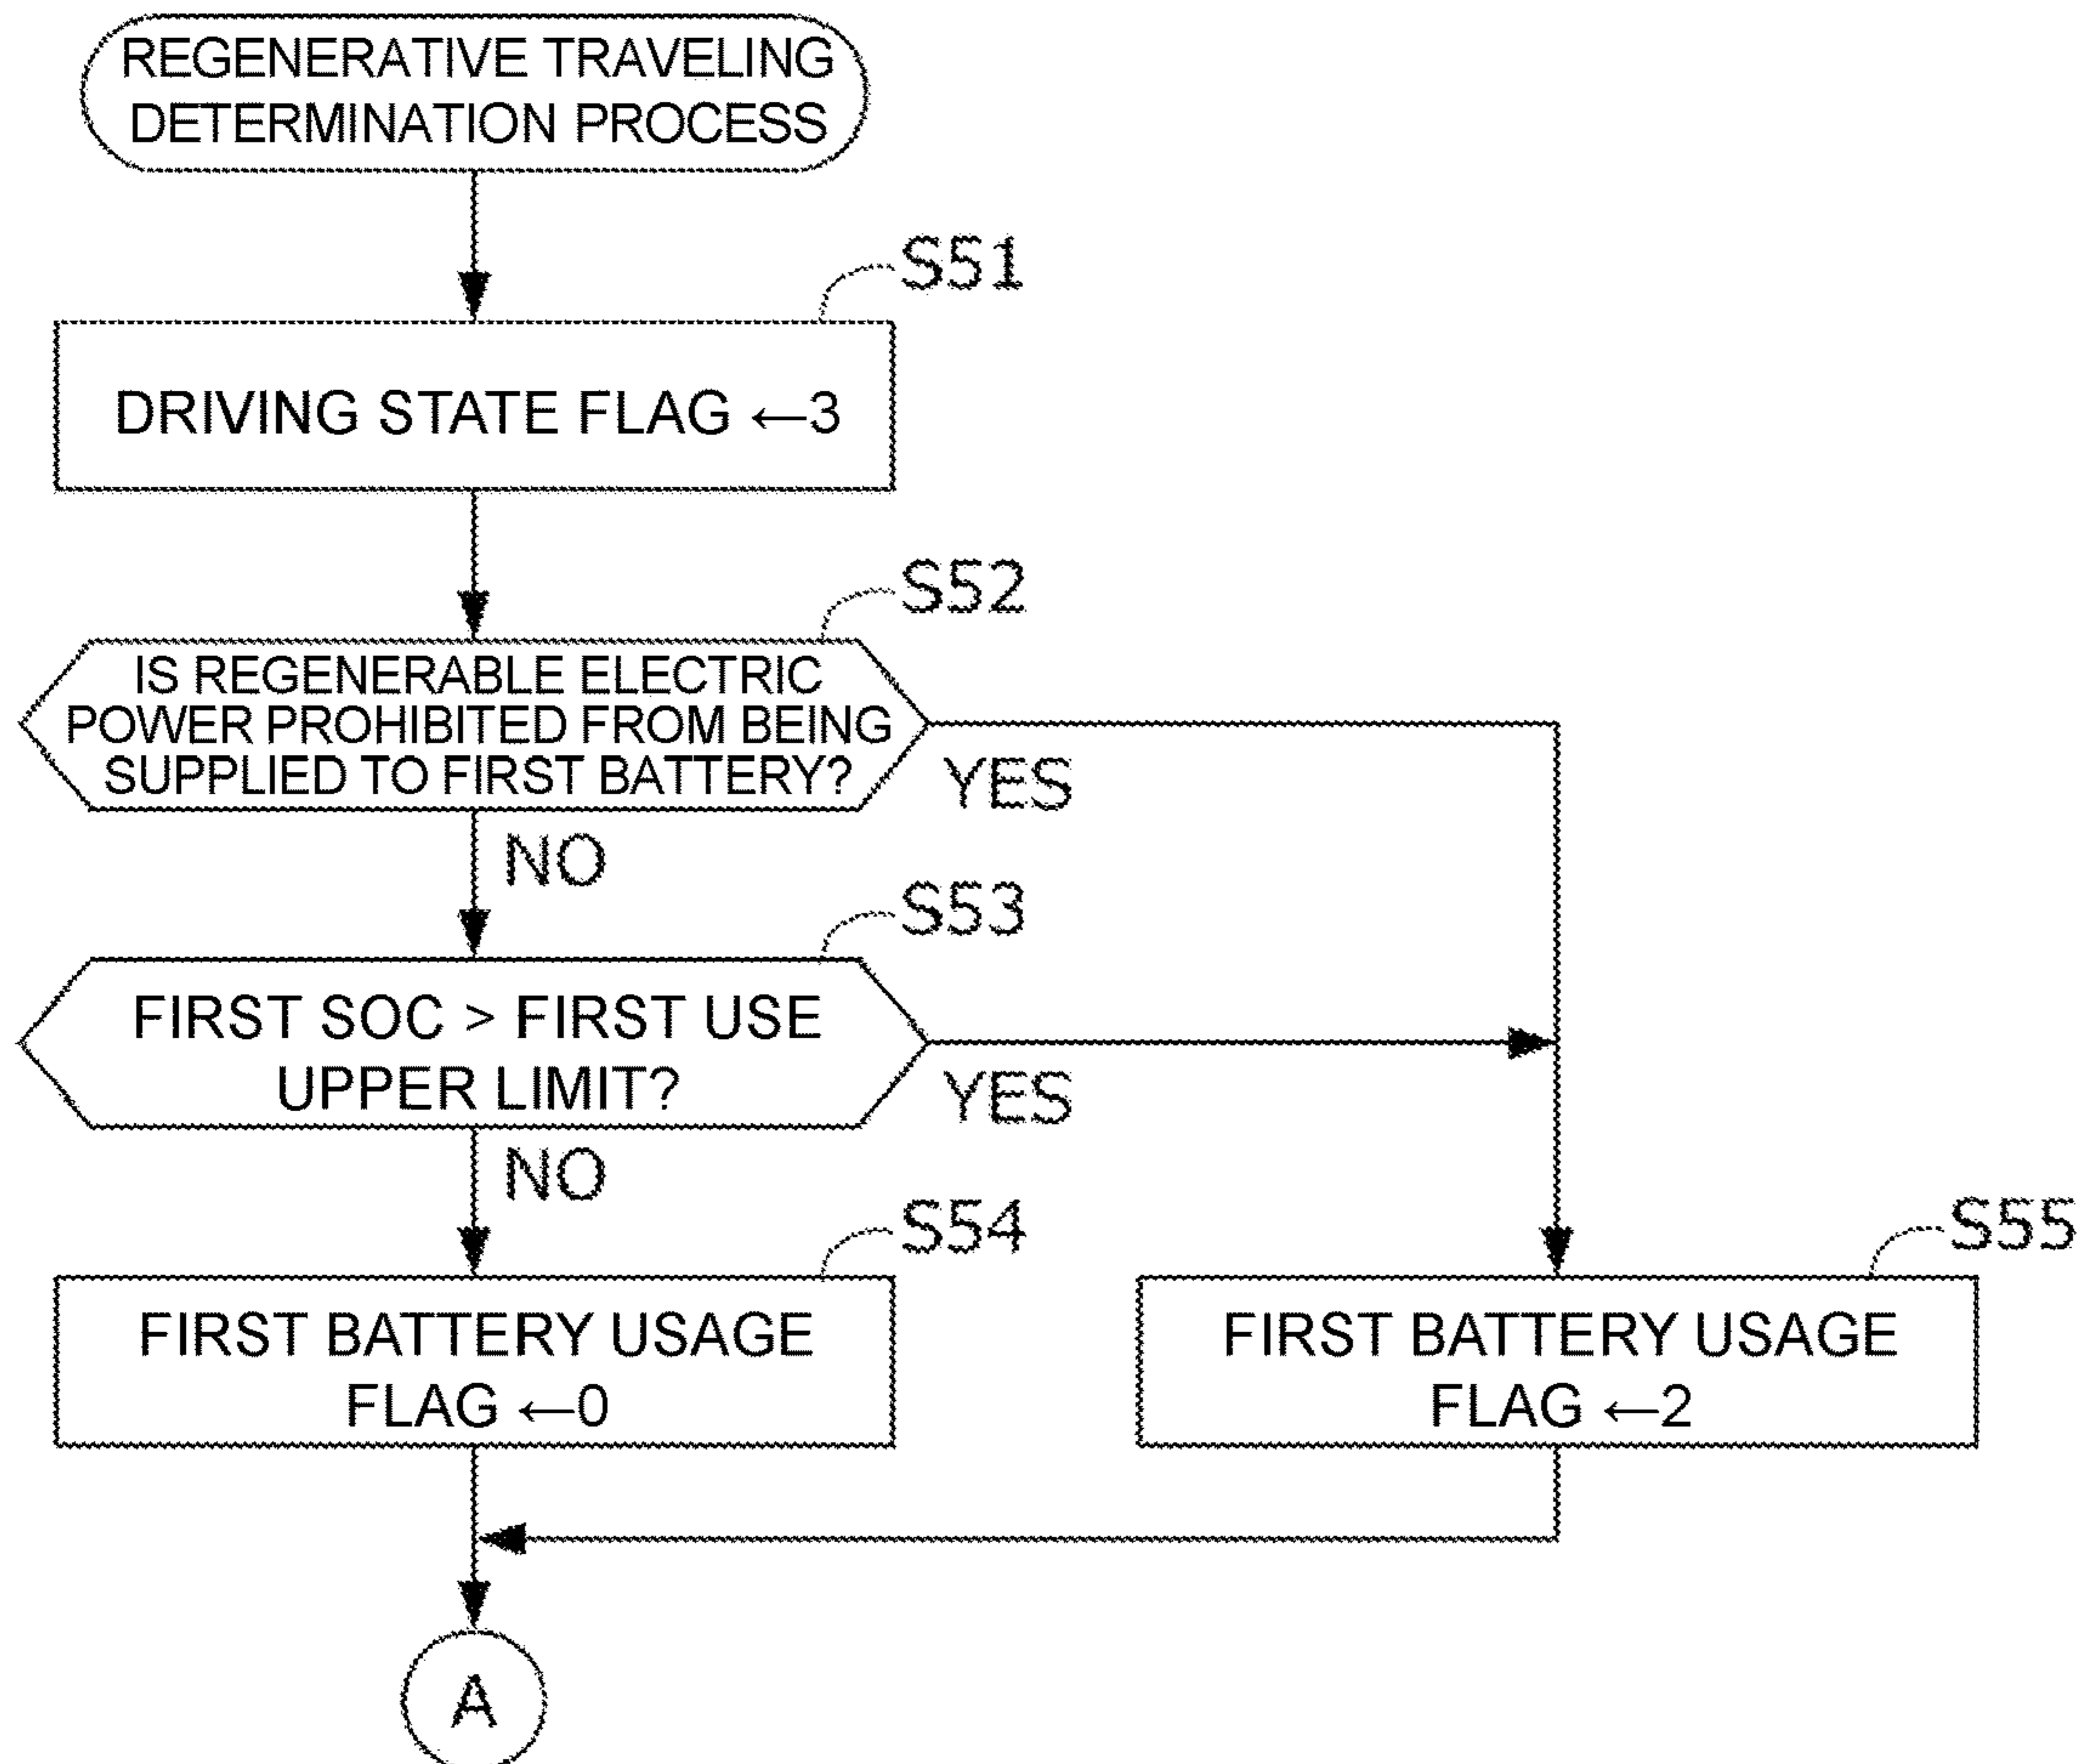 REGENERATIVE TRAVELING
DETERMINATION PROCESS
S51
DRIVING STATE FLAG ←3
S52
IS REGENERABLE ELECTRIC
POWER PROHIBITED FROM BEING
SUPPLIED TO FIRST BATTERY?
YES
NO
S53
FIRST SOC > FIRST USE
UPPER LIMIT?
YES
NO
S54
FIRST BATTERY USAGE
FLAG ←0
S55
FIRST BATTERY USAGE
FLAG ←2
A